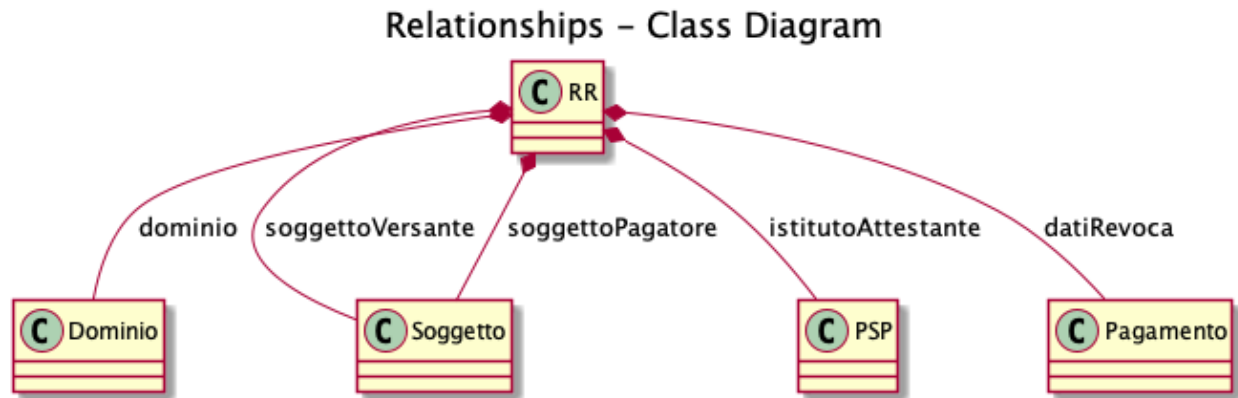 Relationships – Class Diagram
C RR
dominio
soggettoVersante
soggettoPagatore
istitutoAttestante
datiRevoca
C Dominio
C Soggetto
C PSP
C Pagamento